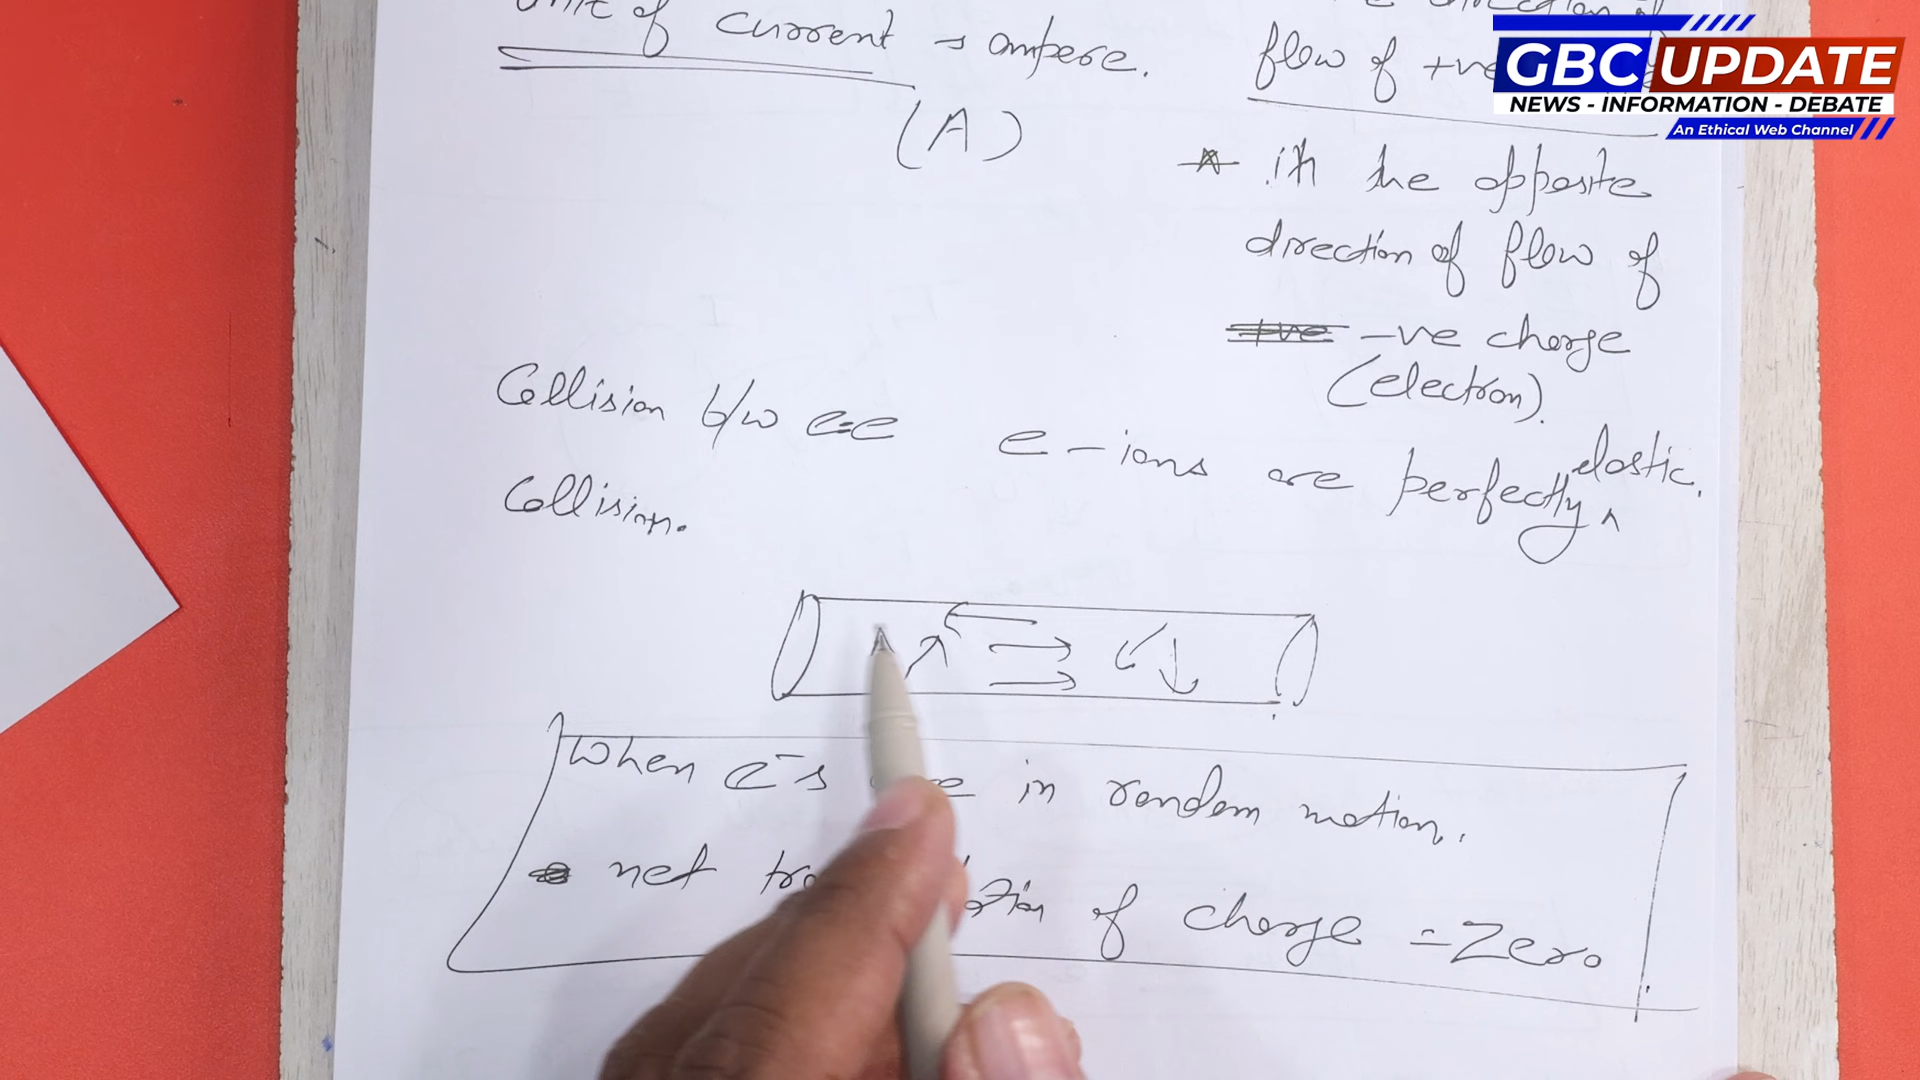 unit of current → ampere.
(A)
flow of +ve
* in the opposite
direction of flow of
-ve charge
(electron).
Collision b/w e-e
e-ions are perfectly elastic.
Collision.
When e-s in random motion.
net of charge = Zero
GBC UPDATE
NEWS - INFORMATION - DEBATE
An Ethical Web Channel